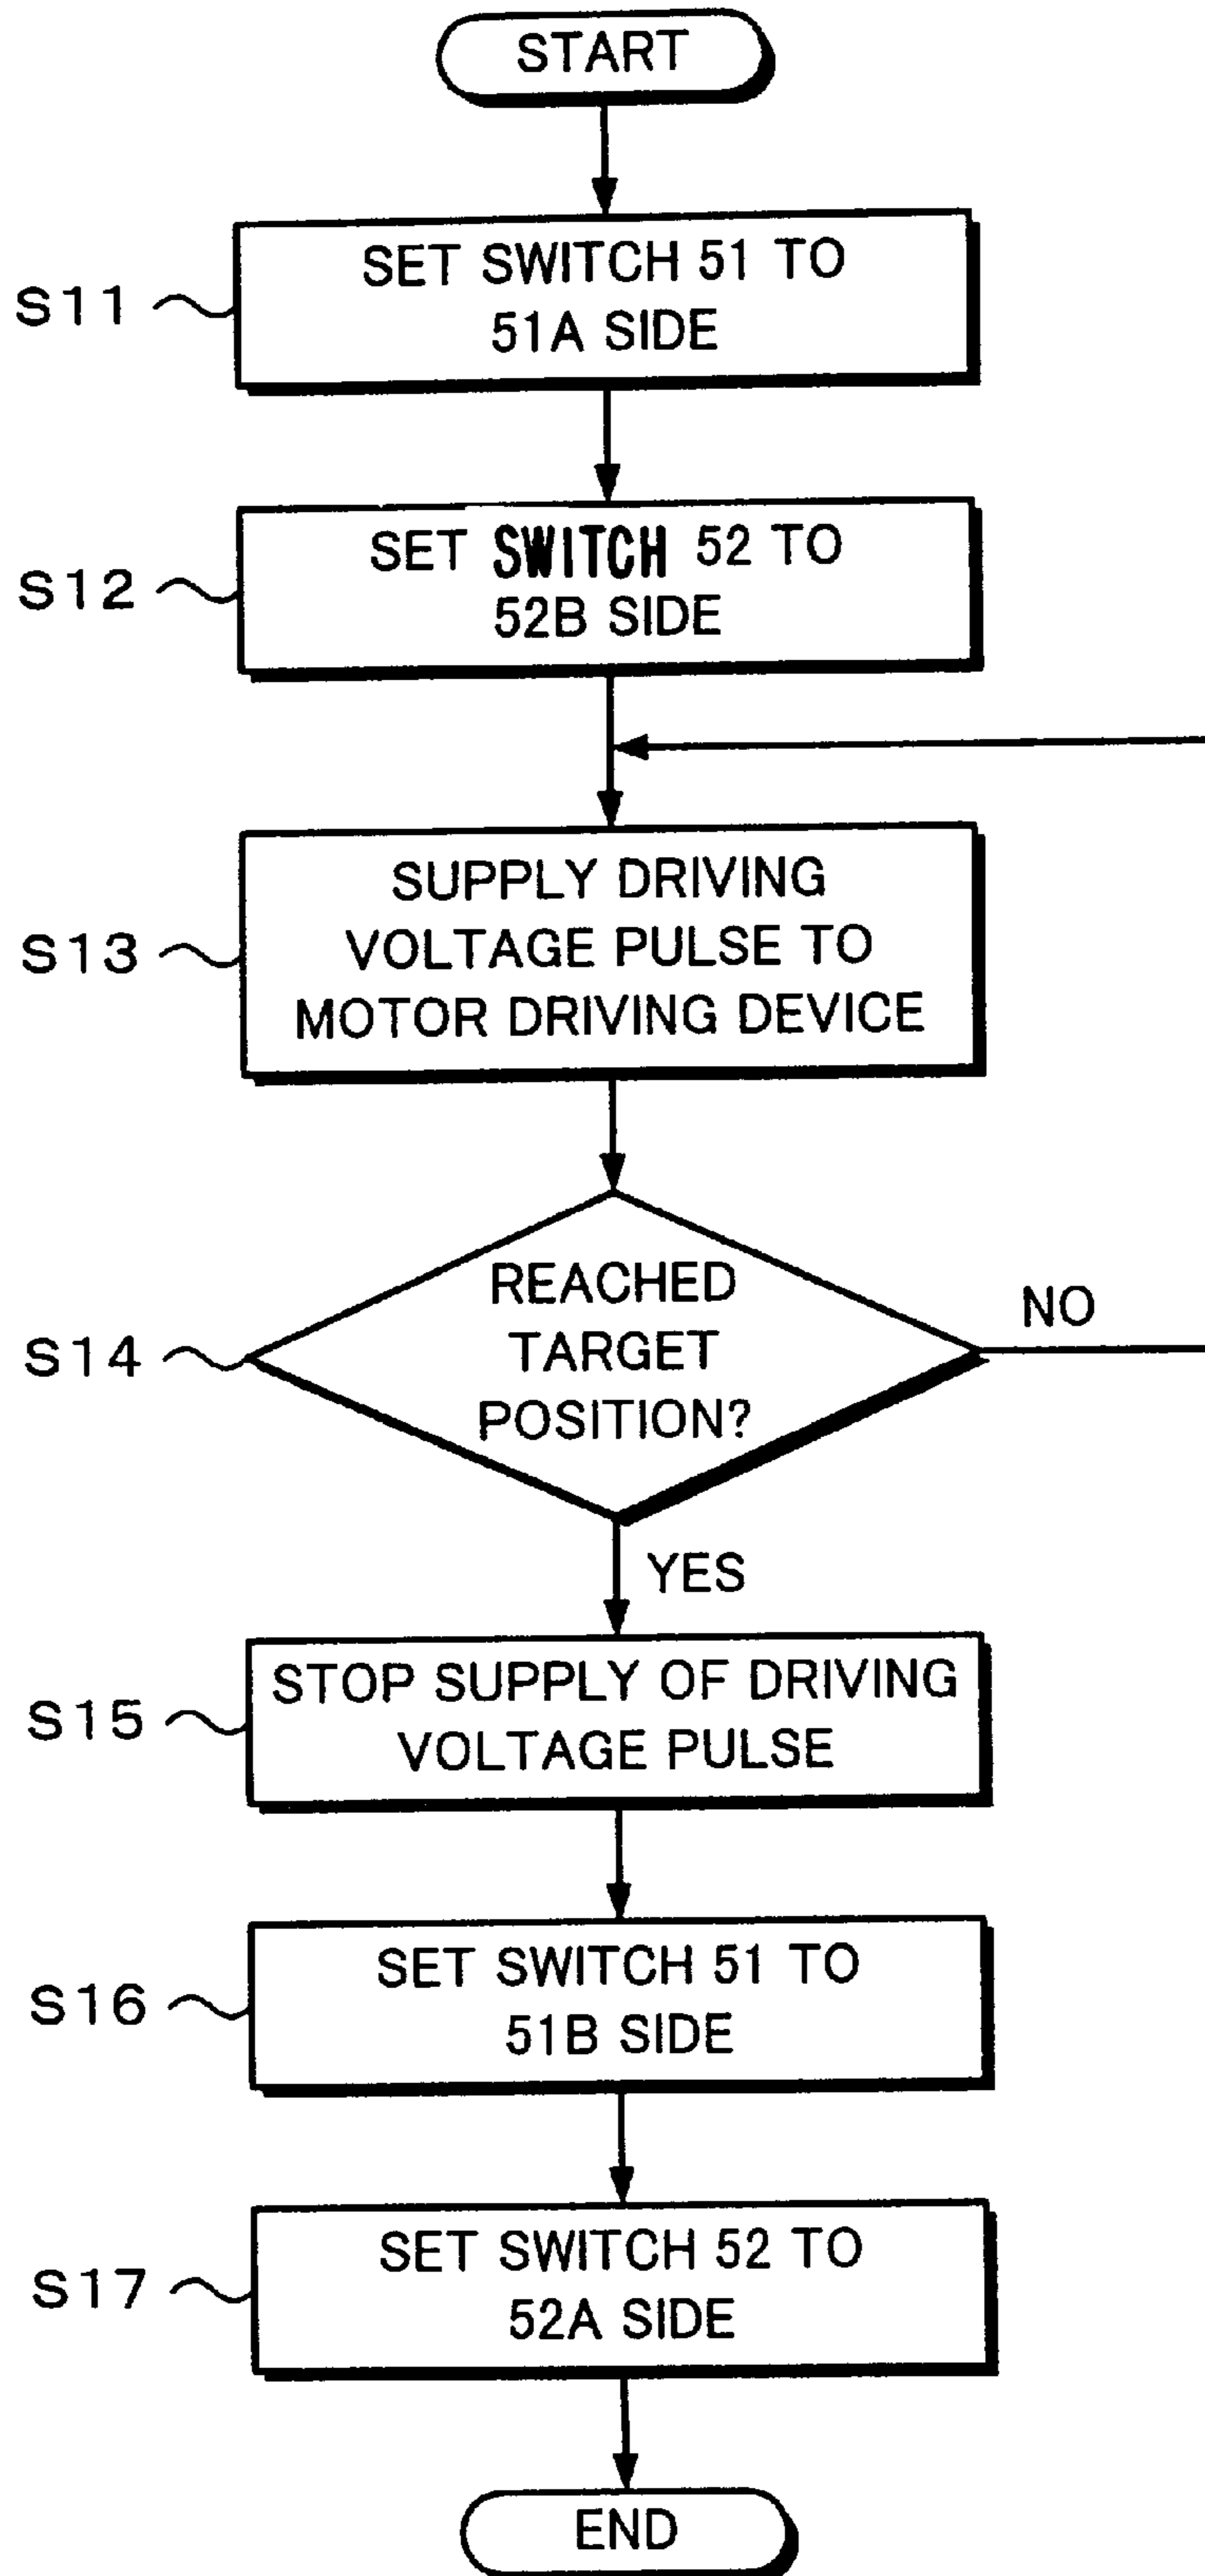 START
S11
SET SWITCH 51 TO
51A SIDE
S12
SET SWITCH 52 TO
52B SIDE
S13
SUPPLY DRIVING
VOLTAGE PULSE TO
MOTOR DRIVING DEVICE
S14
REACHED
TARGET
POSITION?
NO
YES
S15
STOP SUPPLY OF DRIVING
VOLTAGE PULSE
S16
SET SWITCH 51 TO
51B SIDE
S17
SET SWITCH 52 TO
52A SIDE
END